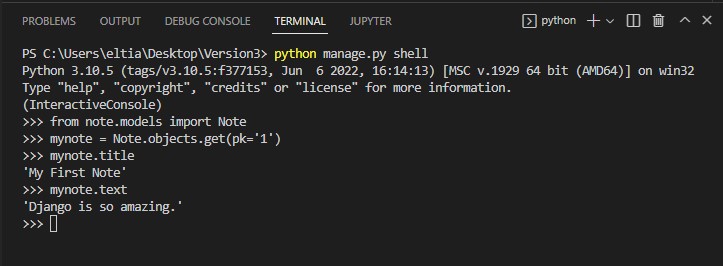 PROBLEMS OUTPUT DEBUG CONSOLE TERMINAL JUPYTER python
PS C:\Users\eltia\Desktop\Version3> python manage.py shell
Python 3.10.5 (tags/v3.10.5:f377153, Jun  6 2022, 16:14:13) [MSC v.1929 64 bit (AMD64)] on win32
Type "help", "copyright", "credits" or "license" for more information.
(InteractiveConsole)
>>> from note.models import Note
>>> mynote = Note.objects.get(pk='1')
>>> mynote.title
'My First Note'
>>> mynote.text
'Django is so amazing.'
>>>